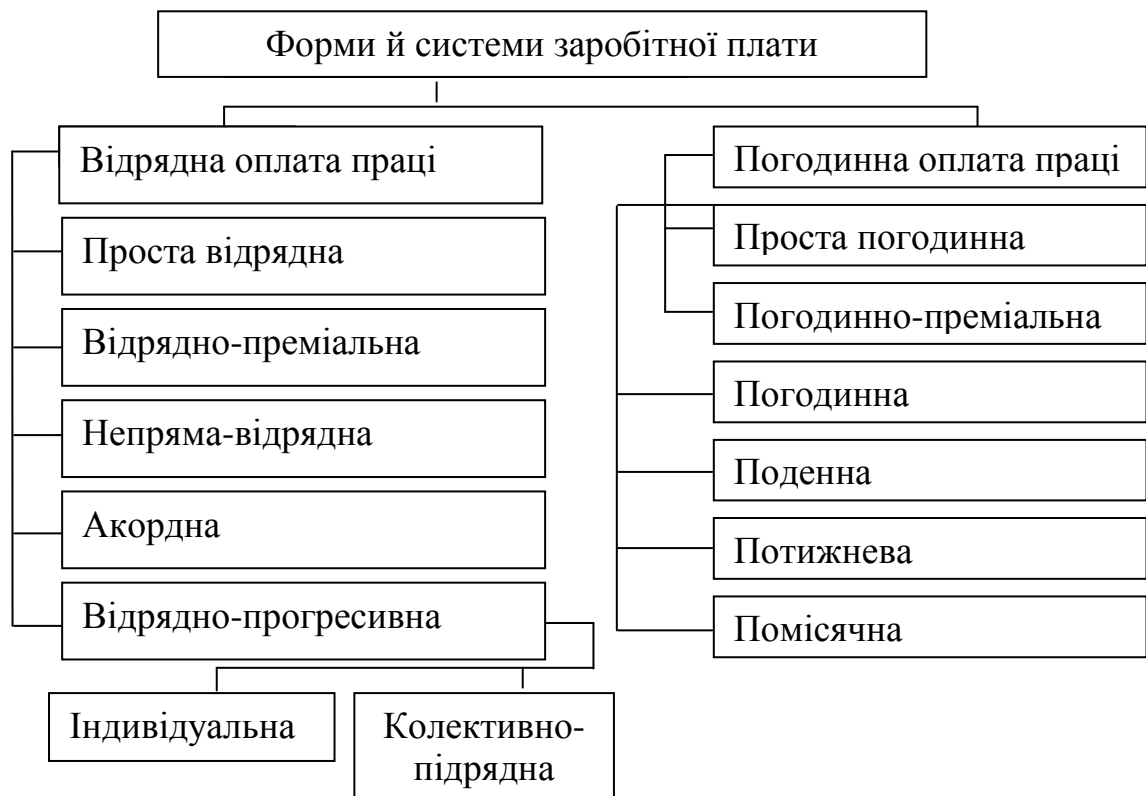 Форми й системи заробітної плати
Відрядна оплата праці
Проста відрядна
Відрядно-преміальна
Непряма-відрядна
Акордна
Відрядно-прогресивна
Індивідуальна
Колективно-
підрядна
Погодинна оплата праці
Проста погодинна
Погодинно-преміальна
Погодинна
Поденна
Потижнева
Помісячна